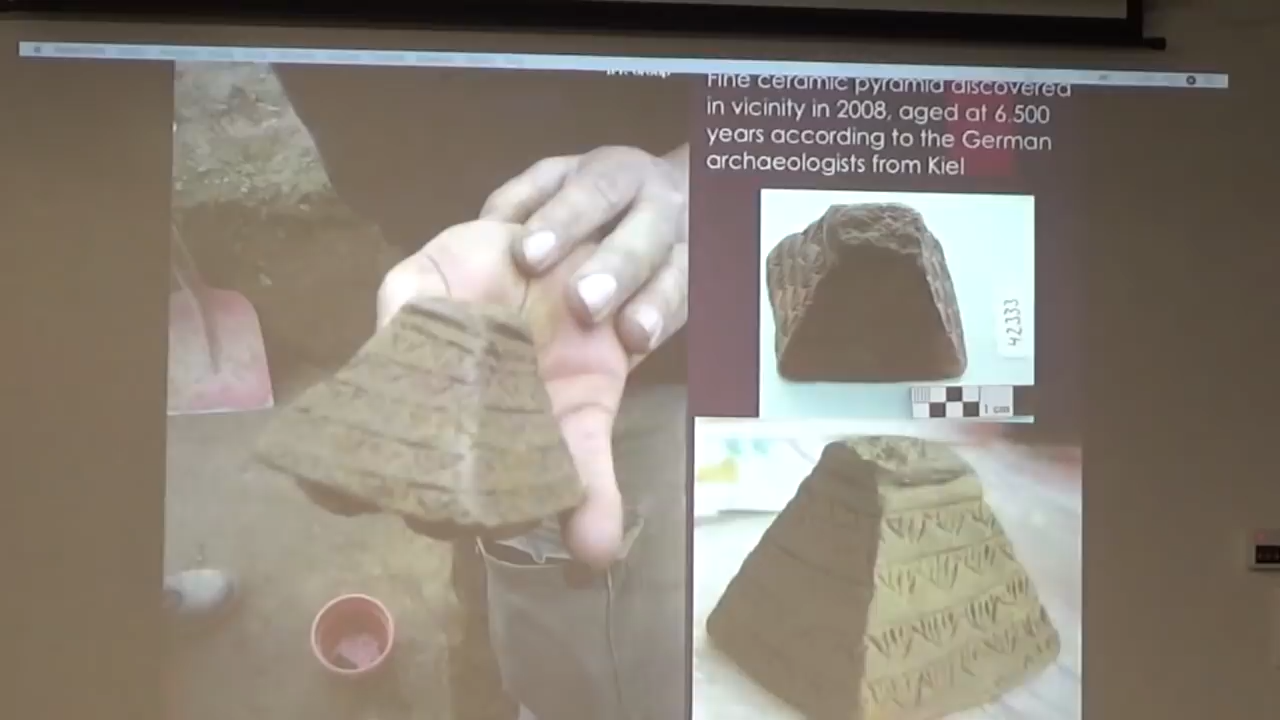 Fine ceramic pyramid discovered
in vicinity in 2008, aged at 6.500
years according to the German
archaeologists from Kiel
42333
1 cm